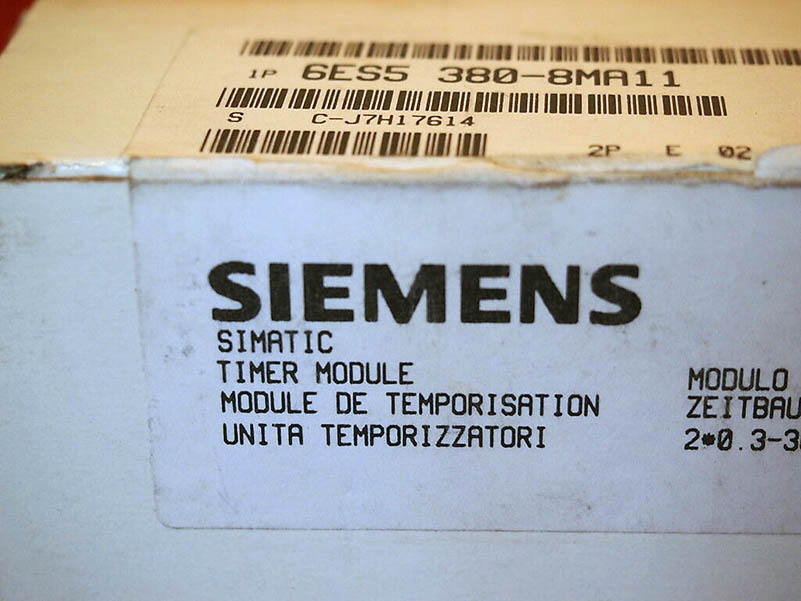 1P 6ES5 380-8MA11
S C-J7H17614
2P E 02
SIEMENS
SIMATIC
TIMER MODULE
MODULE DE TEMPORISATION
UNITA TEMPORIZZATORI
MODULO
ZEITBAU
2*0.3-3